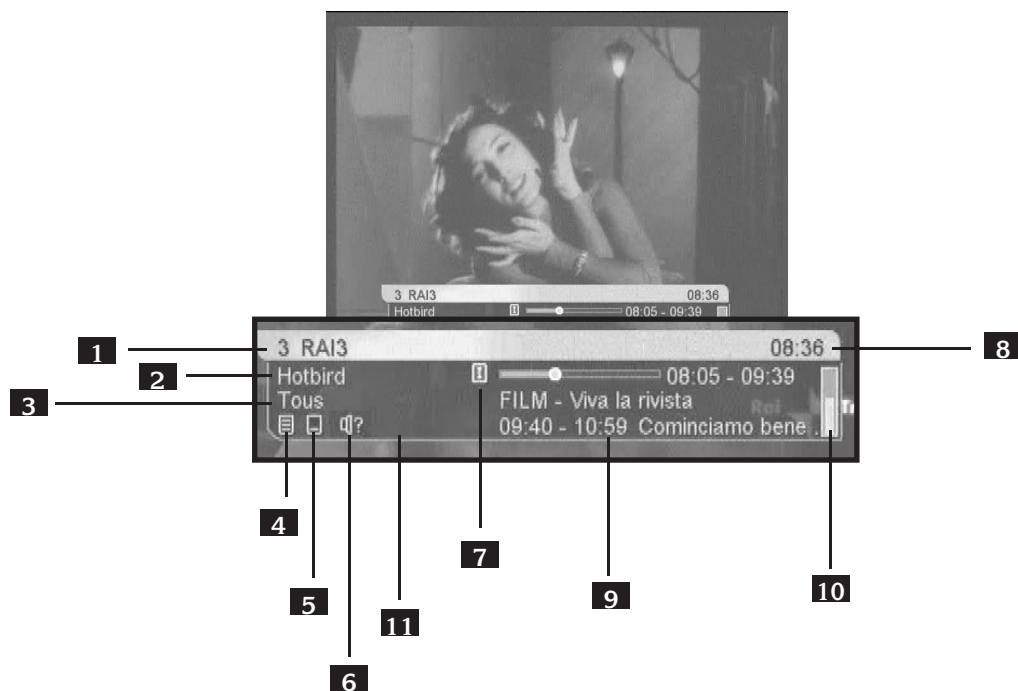 3 RAI3 08:36
Hotbird 08:05 - 09:39
1 3 RAI3 08:36 8
2 Hotbird 08:05 - 09:39
3 Tous FILM - Viva la rivista
Rai Tr
? 09:40 - 10:59 Cominciamo bene .
4
7
5
11
9
10
6